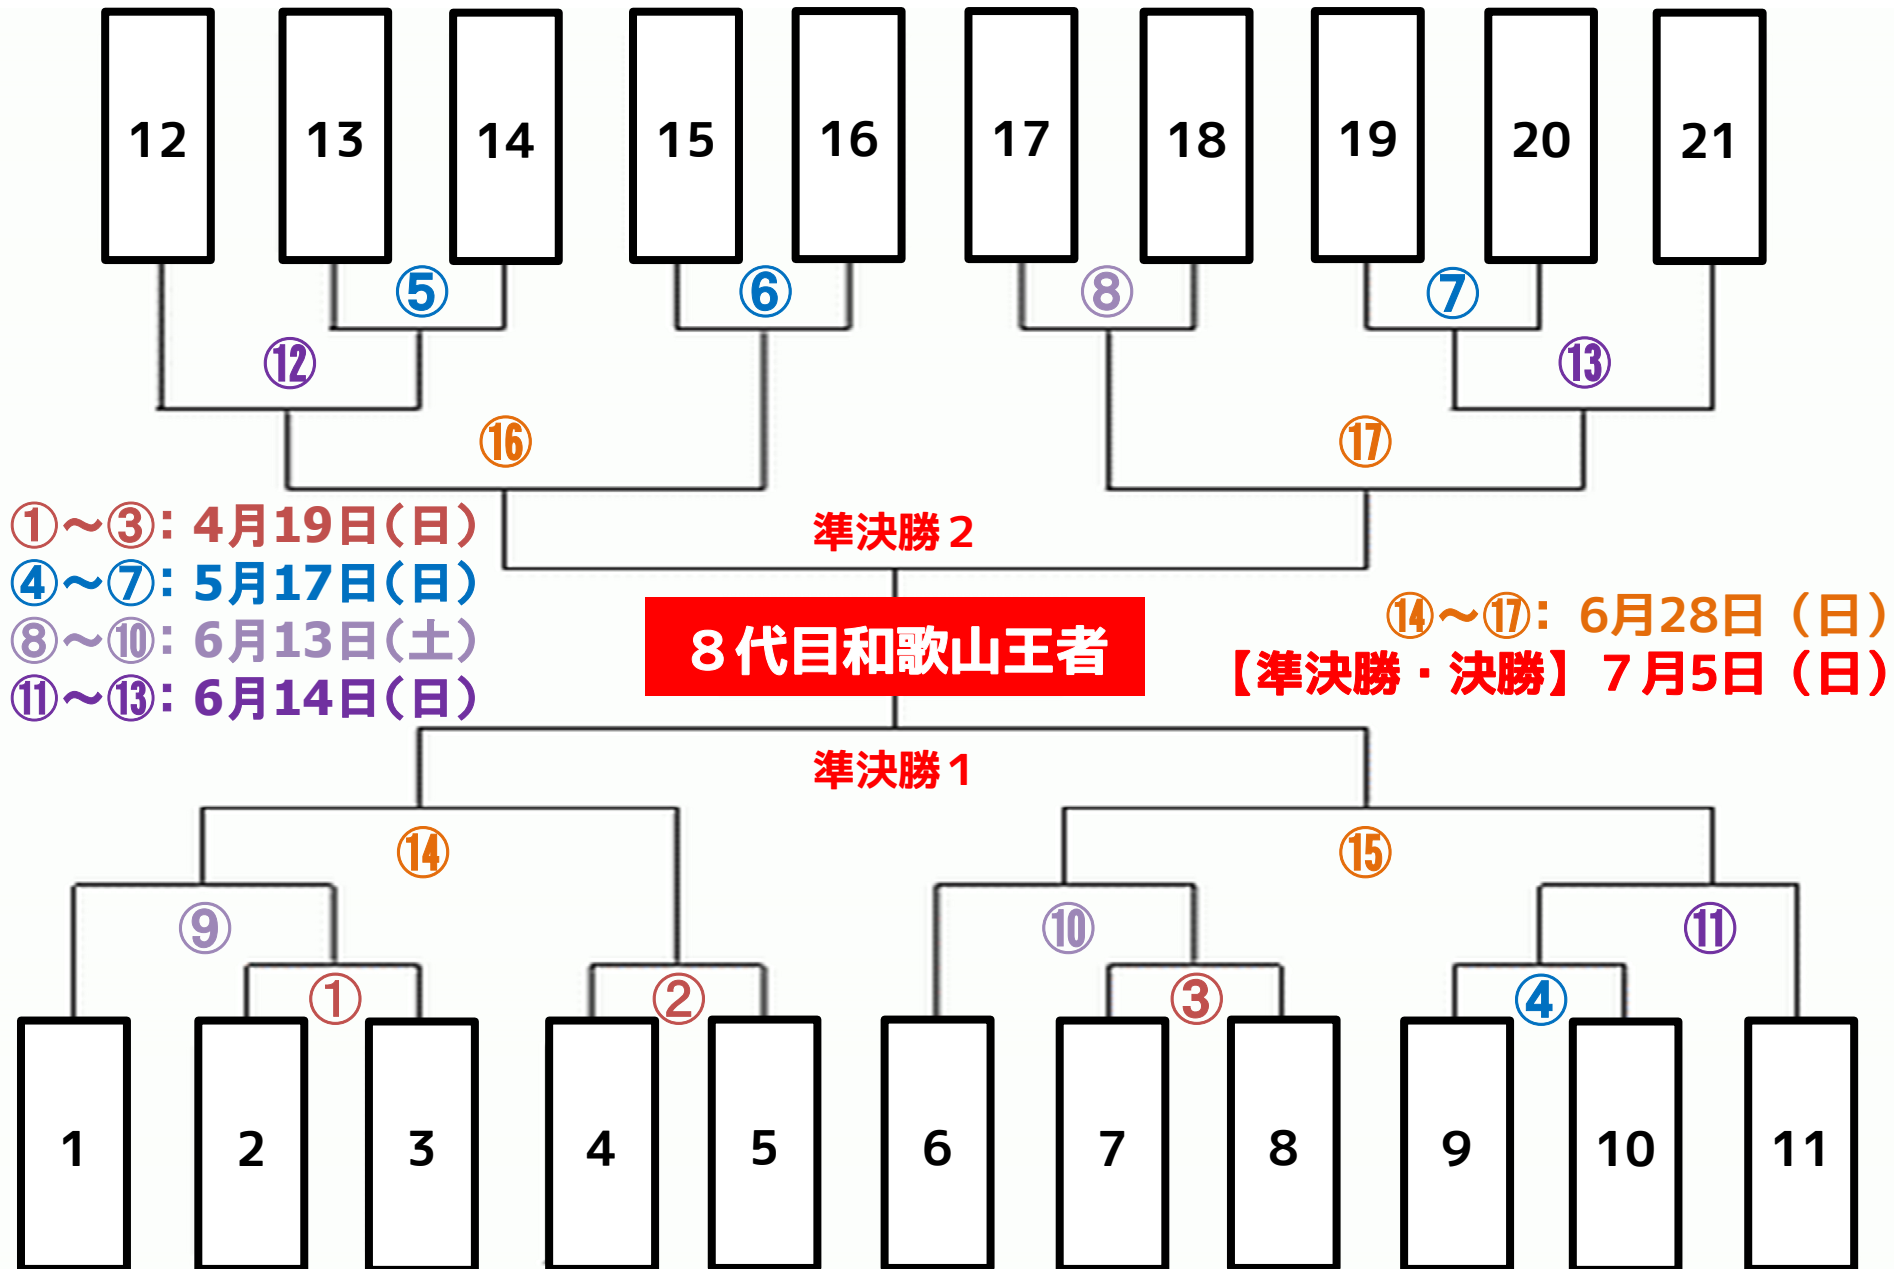 12 13 14 15 16 17 18 19 20 21
⑤ ⑥ ⑧ ⑦
⑫ ⑬
⑯ ⑰
①～③：４月19日（日）
④～⑦：５月17日（日）
⑧～⑩：６月13日（土）
⑪～⑬：６月14日（日）
準決勝２
８代目和歌山王者
⑭～⑰：6月28日（日）
【準決勝・決勝】７月5日（日）
準決勝１
⑭ ⑮
⑨ ⑩ ⑪
① ② ③ ④
1 2 3 4 5 6 7 8 9 10 11